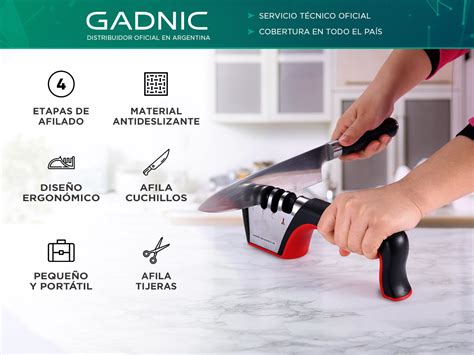 GADNIC
DISTRIBUIDOR OFICIAL EN ARGENTINA
> SERVICIO TÉCNICO OFICIAL
> COBERTURA EN TODO EL PAÍS
4
ETAPAS DE
AFILADO
MATERIAL
ANTIDESLIZANTE
DISEÑO
ERGONÓMICO
AFILA
CUCHILLOS
PEQUEÑO
Y PORTÁTIL
AFILA
TIJERAS